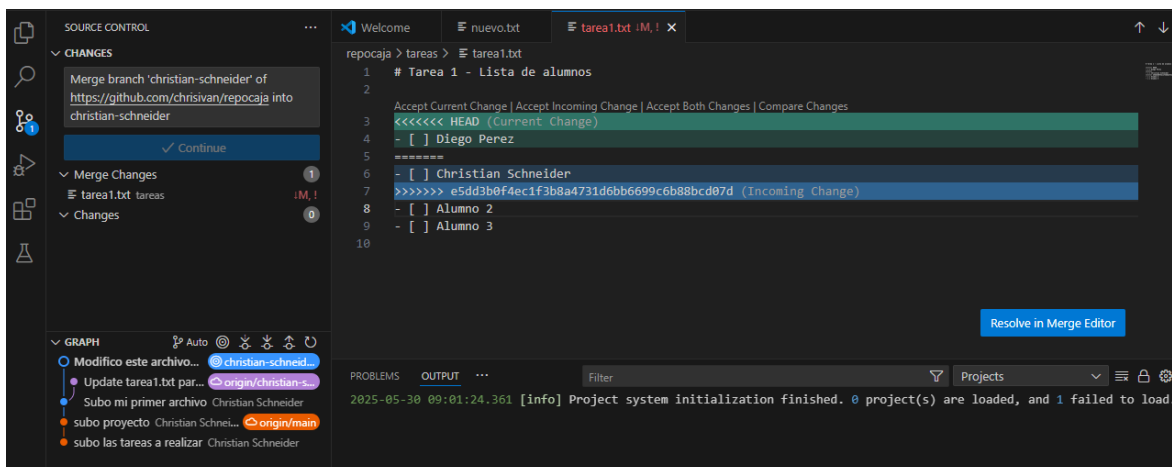 SOURCE CONTROL
CHANGES
Merge branch 'christian-schneider' of
https://github.com/chrisivan/repocaja into
christian-schneider
Continue
Merge Changes 1
tarea1.txt tareas ↓M, !
Changes 0
GRAPH Auto
Modifico este archivo... christian-schneid...
Update tarea1.txt par... origin/christian-s...
Subo mi primer archivo Christian Schneider
subo proyecto Christian Schnei... origin/main
subo las tareas a realizar Christian Schneider
1
Welcome nuevo.txt tarea1.txt ↓M, !
repocaja > tareas > tarea1.txt
1 # Tarea 1 - Lista de alumnos
2
Accept Current Change | Accept Incoming Change | Accept Both Changes | Compare Changes
3 <<<<<<< HEAD (Current Change)
4 - [ ] Diego Perez
5 =======
6 - [ ] Christian Schneider
7 >>>>>>> e5dd3b0f4ec1f3b8a4731d6bb6699c6b88bcd07d (Incoming Change)
8 - [ ] Alumno 2
9 - [ ] Alumno 3
10
Resolve in Merge Editor
PROBLEMS OUTPUT ... Filter Projects
2025-05-30 09:01:24.361 [info] Project system initialization finished. 0 project(s) are loaded, and 1 failed to load.